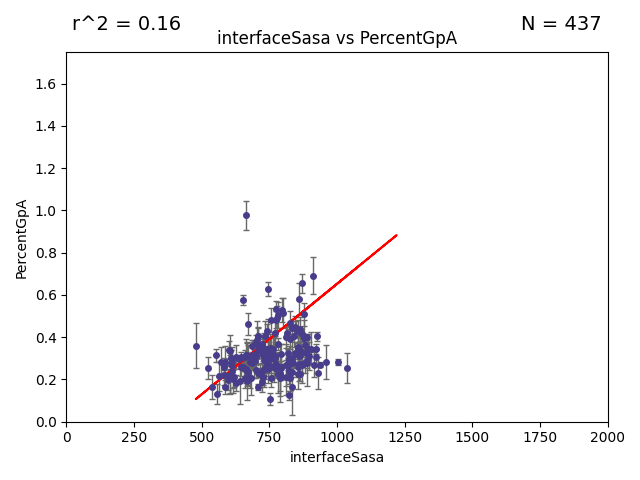 r^2 = 0.16
N = 437
interfaceSasa vs PercentGpA
PercentGpA
1.6
1.4
1.2
1.0
0.8
0.6
0.4
0.2
0.0
0 250 500 750 1000 1250 1500 1750 2000
interfaceSasa